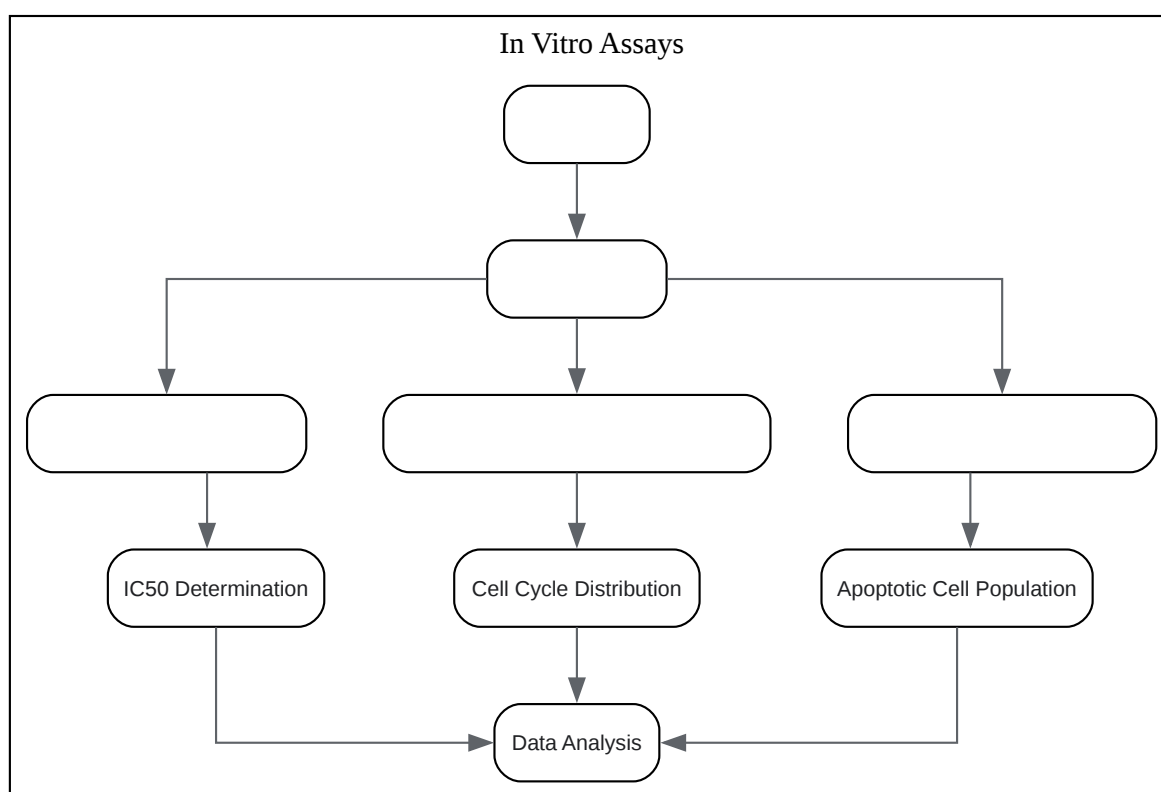 In Vitro Assays
IC50 Determination
Cell Cycle Distribution
Apoptotic Cell Population
Data Analysis